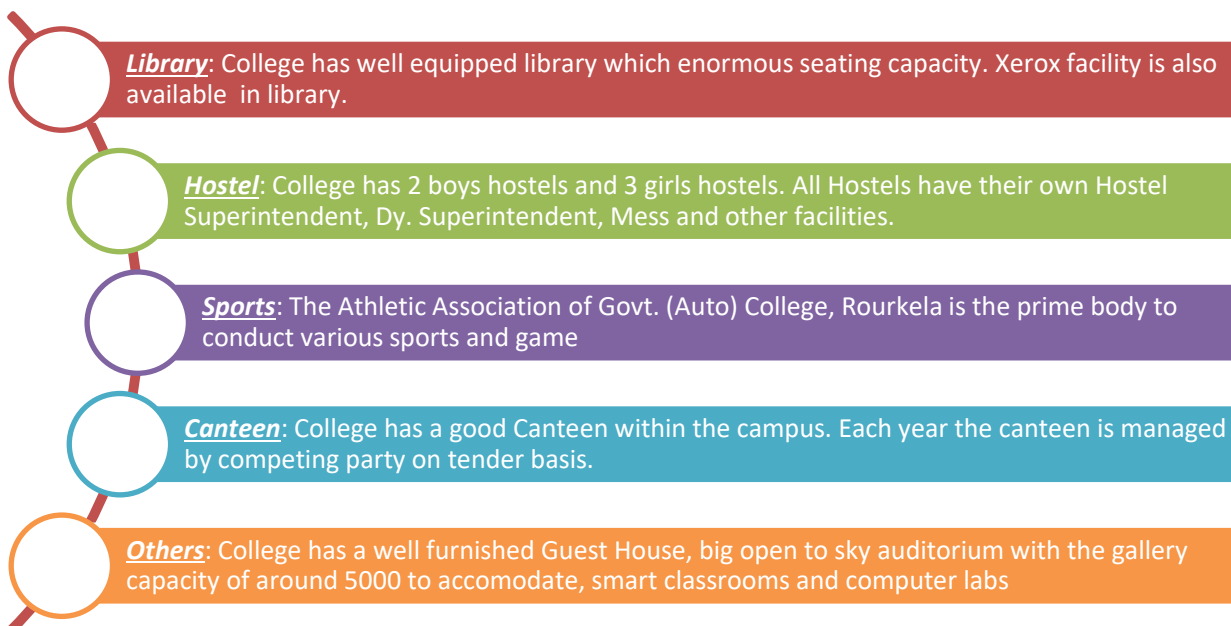 Library: College has well equipped library which enormous seating capacity. Xerox facility is also
available  in library.
Hostel: College has 2 boys hostels and 3 girls hostels. All Hostels have their own Hostel
Superintendent, Dy. Superintendent, Mess and other facilities.
Sports: The Athletic Association of Govt. (Auto) College, Rourkela is the prime body to
conduct various sports and game
Canteen: College has a good Canteen within the campus. Each year the canteen is managed
by competing party on tender basis.
Others: College has a well furnished Guest House, big open to sky auditorium with the gallery
capacity of around 5000 to accomodate, smart classrooms and computer labs